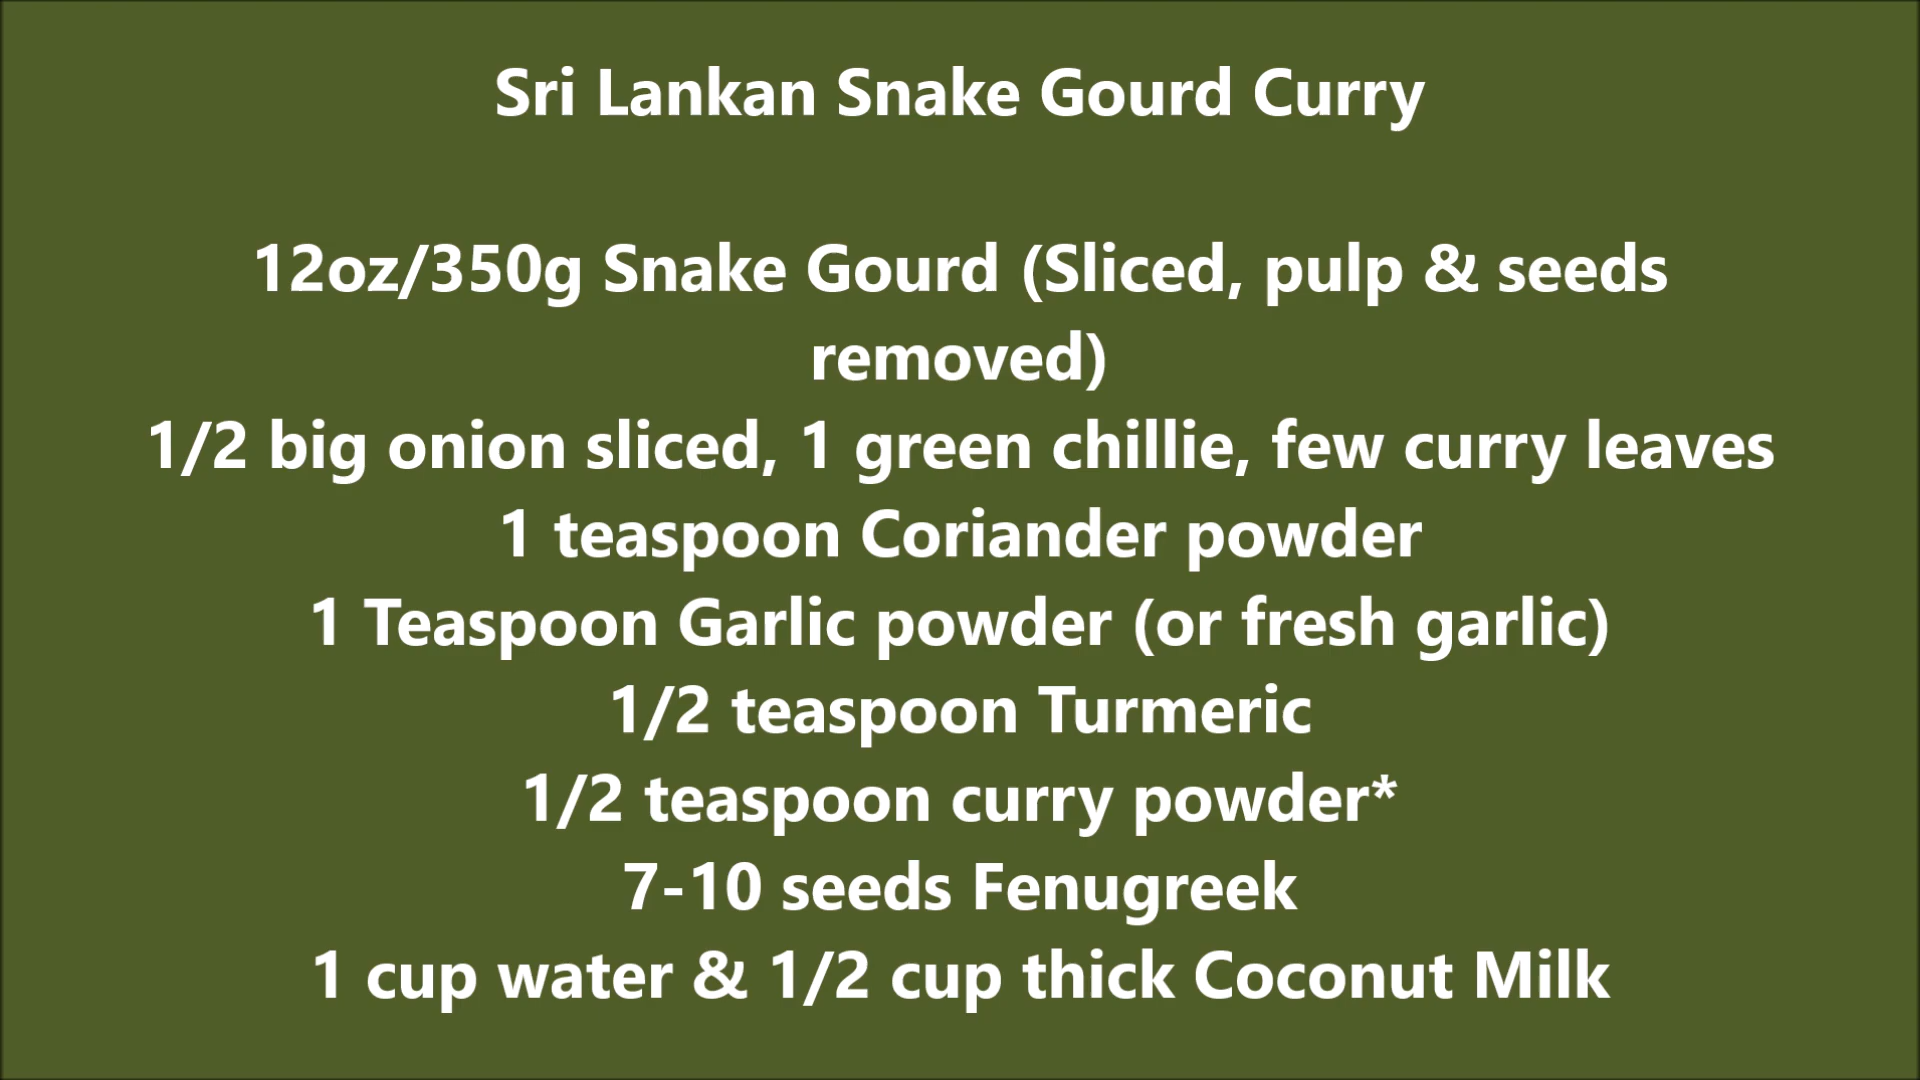 Sri Lankan Snake Gourd Curry
12oz/350g Snake Gourd (Sliced, pulp & seeds
removed)
1/2 big onion sliced, 1 green chillie, few curry leaves
1 teaspoon Coriander powder
1 Teaspoon Garlic powder (or fresh garlic)
1/2 teaspoon Turmeric
1/2 teaspoon curry powder*
7-10 seeds Fenugreek
1 cup water & 1/2 cup thick Coconut Milk